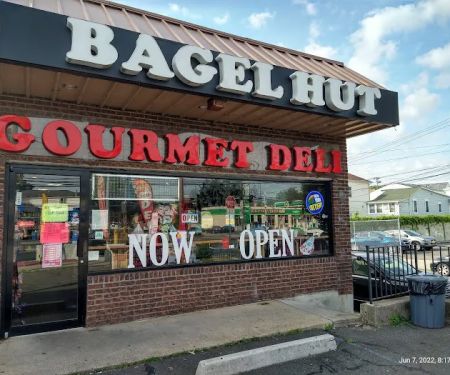 BAGEL HUT
GOURMET DELI
OPEN
NOW OPEN
Jun 7, 2022, 8:17